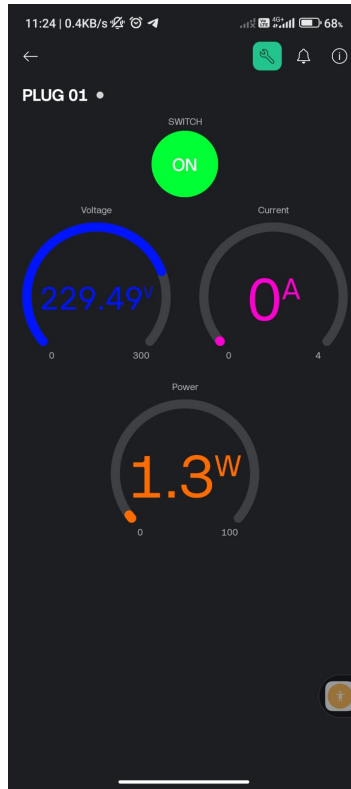 11:24 | 0.4KB/s 4G+ 68%
PLUG 01
SWITCH
ON
Voltage Current
229.49V 0A
0 300 0 4
Power
1.3W
0 100